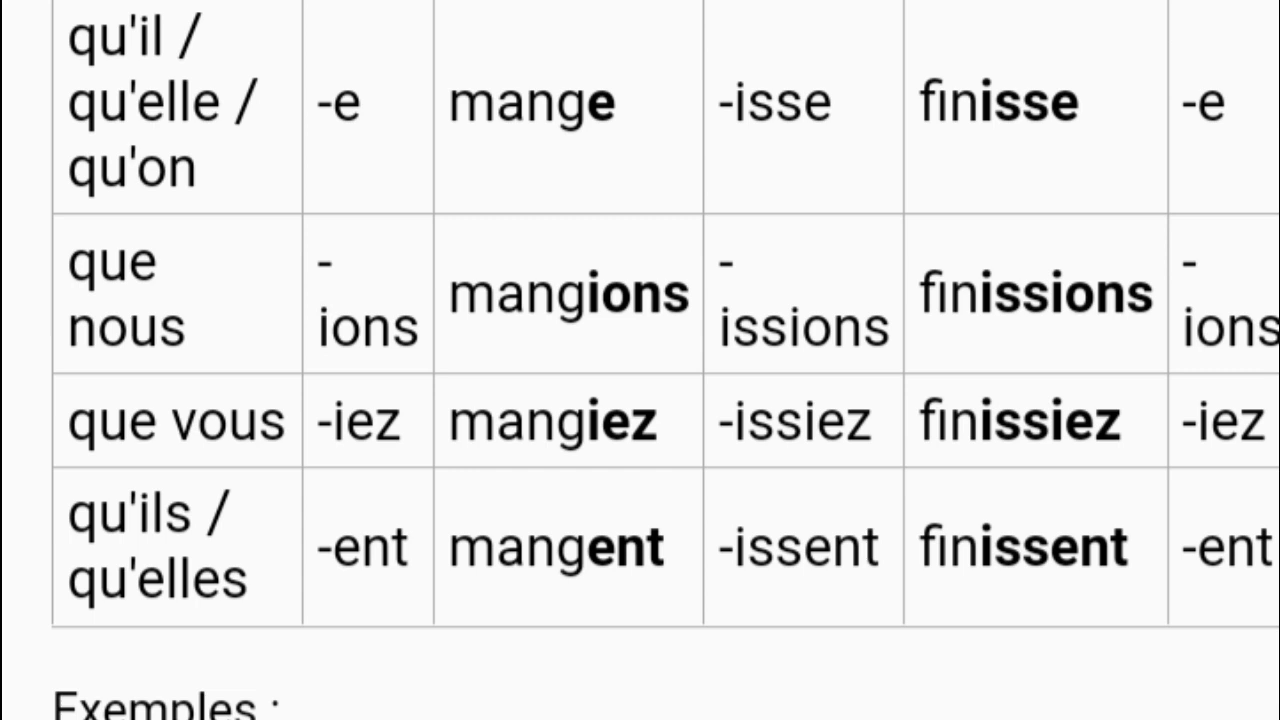 qu'il / qu'elle / qu'on -e mange -isse finisse -e
que nous -ions mangions -issions finissions -ions
que vous -iez mangiez -issiez finissiez -iez
qu'ils / qu'elles -ent mangent -issent finissent -ent
Exemples :